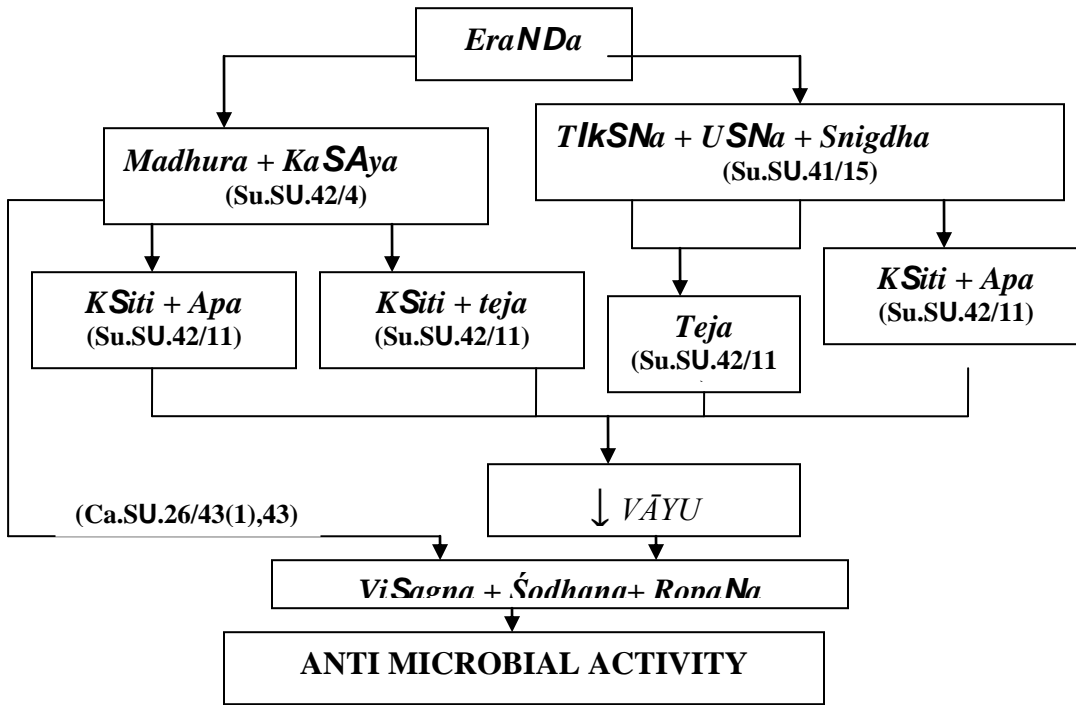 EraNDa
Madhura + KaSAya
(Su.SU.42/4)
TIkSNa + USNa + Snigdha
(Su.SU.41/15)
KSiti + Apa
(Su.SU.42/11)
KSiti + teja
(Su.SU.42/11)
Teja
(Su.SU.42/11
KSiti + Apa
(Su.SU.42/11)
(Ca.SU.26/43(1),43)
↓ VĀYU
ViSagna + Śodhana+ RopaNa
ANTI MICROBIAL ACTIVITY